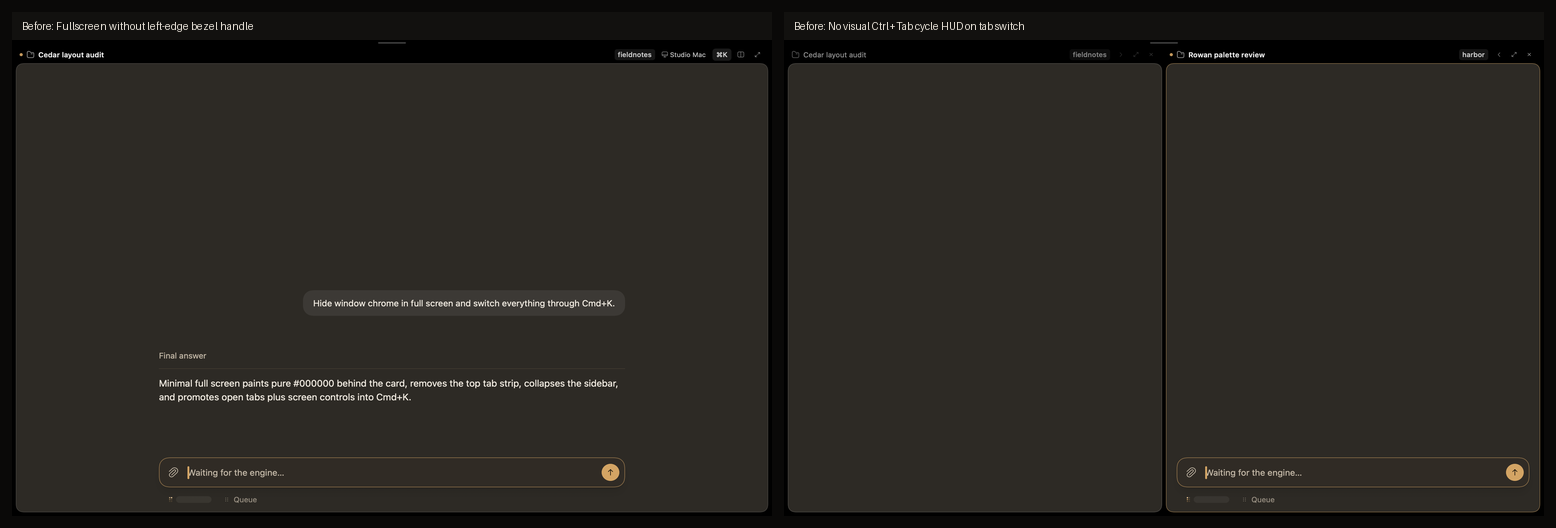 Before: Fullscreen without left-edge bezel handle
Cedar layout audit
fieldnotes
Studio Mac
⌘K
Hide window chrome in full screen and switch everything through Cmd+K.
Final answer
Minimal full screen paints pure #000000 behind the card, removes the top tab strip, collapses the sidebar,
and promotes open tabs plus screen controls into Cmd+K.
Waiting for the engine...
Queue
Before: No visual Ctrl+Tab cycle HUD on tab switch
Cedar layout audit
fieldnotes
Rowan palette review
harbor
Waiting for the engine...
Queue